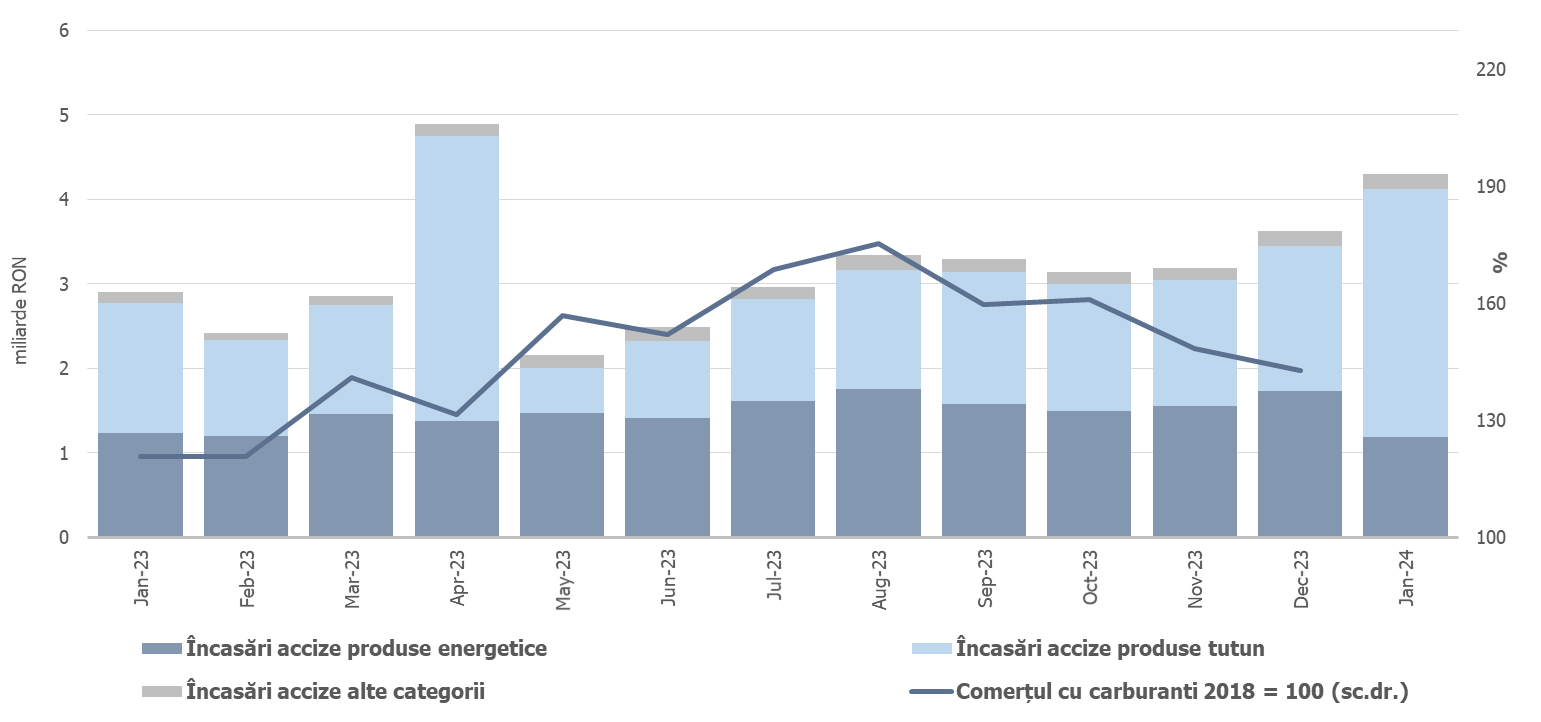 6
5
4
3
2
1
0
miliarde RON
220
190
160
130
100
%
Jan-23
Feb-23
Mar-23
Apr-23
May-23
Jun-23
Jul-23
Aug-23
Sep-23
Oct-23
Nov-23
Dec-23
Jan-24
Încasări accize produse energetice
Încasări accize produse tutun
Încasări accize alte categorii
Comerțul cu carburanti 2018 = 100 (sc.dr.)